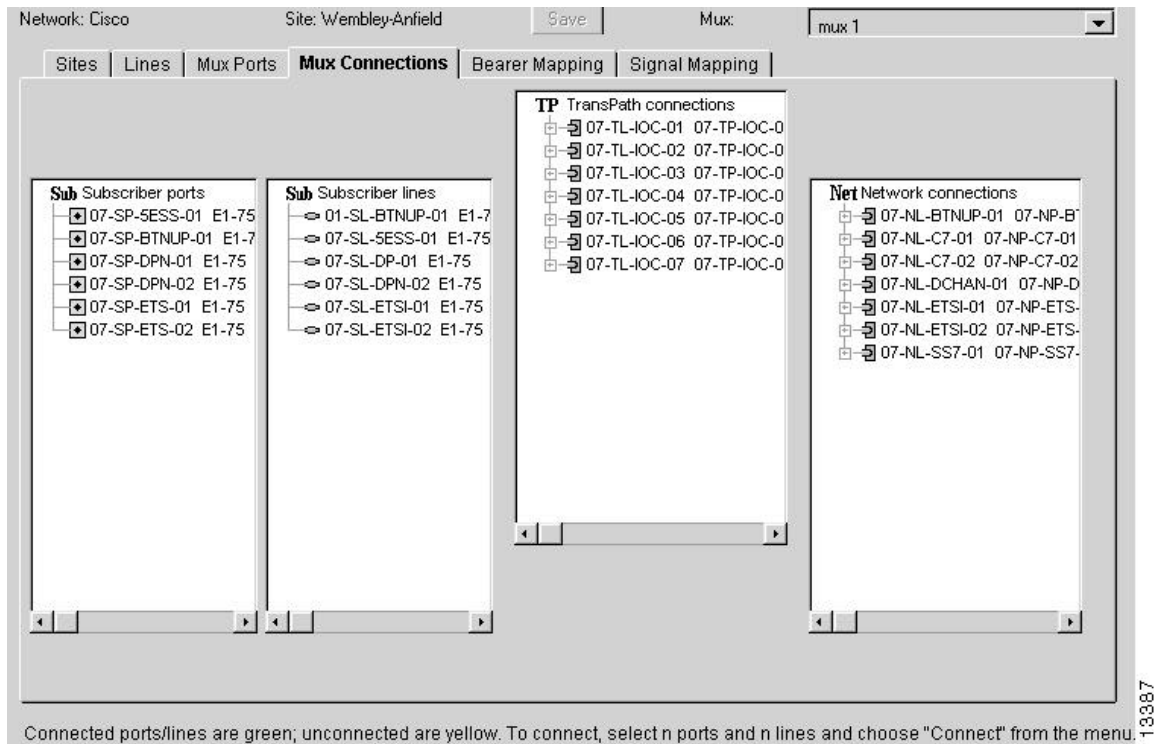 Network: Cisco Site: Wembley-Anfield Save Mux: mux 1
Sites Lines Mux Ports Mux Connections Bearer Mapping Signal Mapping
Sub Subscriber ports
07-SP-5ESS-01 E1-75
07-SP-BTNUP-01 E1-7
07-SP-DPN-01 E1-75
07-SP-DPN-02 E1-75
07-SP-ETS-01 E1-75
07-SP-ETS-02 E1-75
Sub Subscriber lines
01-SL-BTNUP-01 E1-7
07-SL-5ESS-01 E1-75
07-SL-DP-01 E1-75
07-SL-DPN-02 E1-75
07-SL-ETSI-01 E1-75
07-SL-ETSI-02 E1-75
TP TransPath connections
07-TL-IOC-01 07-TP-IOC-0
07-TL-IOC-02 07-TP-IOC-0
07-TL-IOC-03 07-TP-IOC-0
07-TL-IOC-04 07-TP-IOC-0
07-TL-IOC-05 07-TP-IOC-0
07-TL-IOC-06 07-TP-IOC-0
07-TL-IOC-07 07-TP-IOC-0
Net Network connections
07-NL-BTNUP-01 07-NP-B
07-NL-C7-01 07-NP-C7-01
07-NL-C7-02 07-NP-C7-02
07-NL-DCHAN-01 07-NP-D
07-NL-ETSI-01 07-NP-ETS-
07-NL-ETSI-02 07-NP-ETS-
07-NL-SS7-01 07-NP-SS7-
Connected ports/lines are green; unconnected are yellow. To connect, select n ports and n lines and choose "Connect" from the menu.
13387